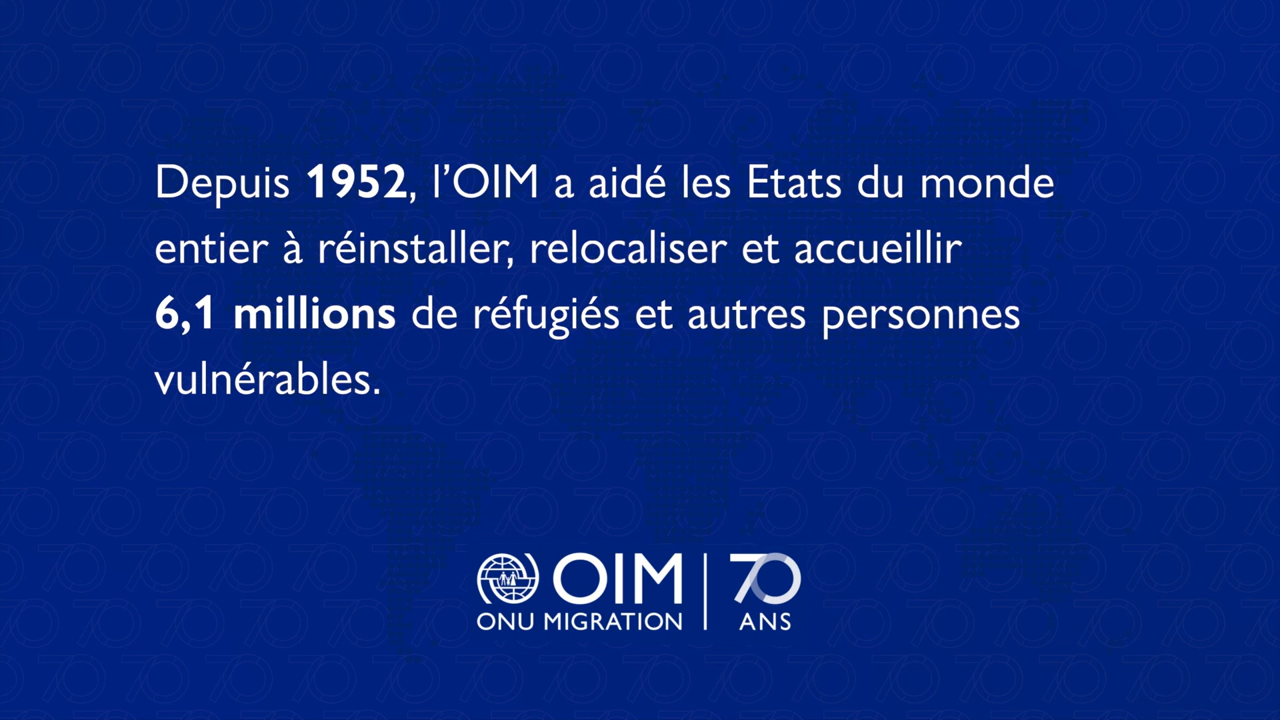 Depuis 1952, l’OIM a aidé les Etats du monde
entier à réinstaller, relocaliser et accueillir
6,1 millions de réfugiés et autres personnes
vulnérables.
OIM
ONU MIGRATION
70
ANS